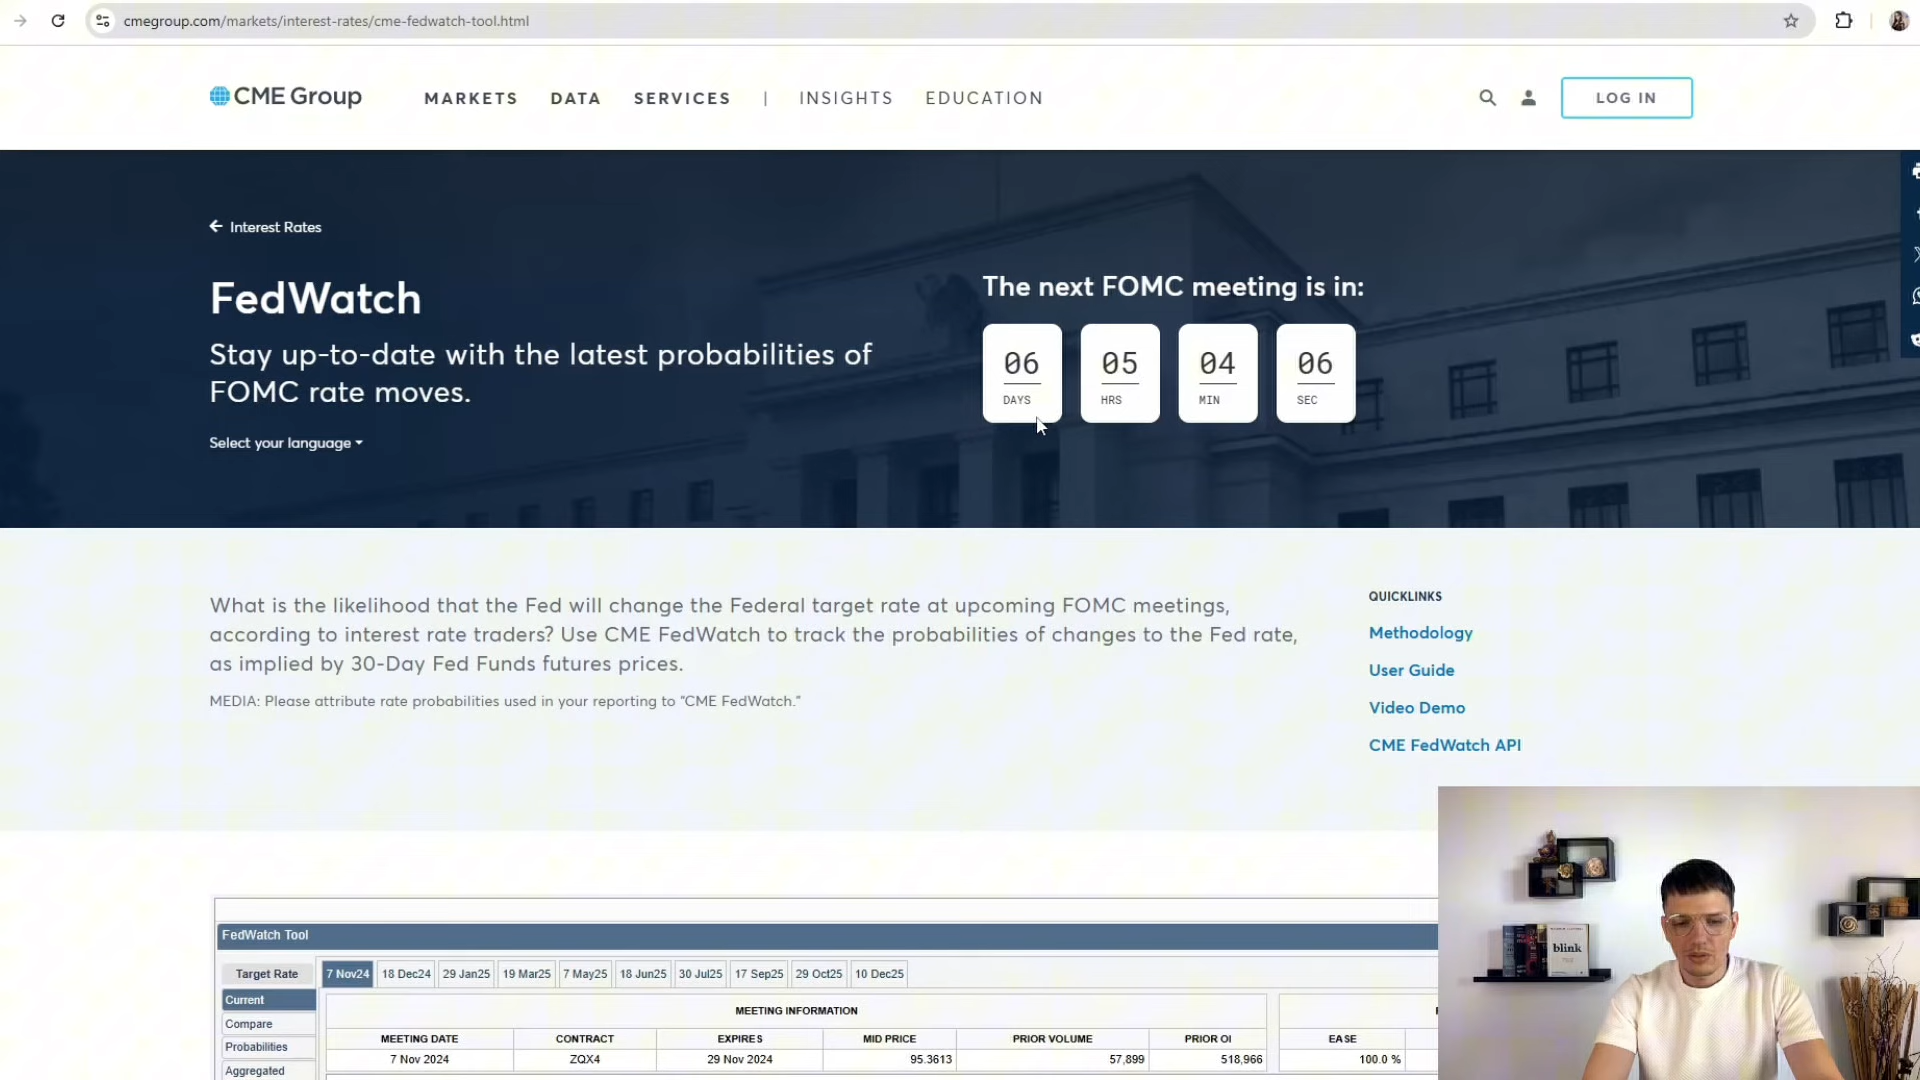 cmegroup.com/markets/interest-rates/cme-fedwatch-tool.html
CME Group
MARKETS DATA SERVICES | INSIGHTS EDUCATION
LOG IN
Interest Rates
FedWatch
Stay up-to-date with the latest probabilities of
FOMC rate moves.
Select your language
The next FOMC meeting is in:
06 05 04 06
DAYS HRS MIN SEC
What is the likelihood that the Fed will change the Federal target rate at upcoming FOMC meetings,
according to interest rate traders? Use CME FedWatch to track the probabilities of changes to the Fed rate,
as implied by 30-Day Fed Funds futures prices.
MEDIA: Please attribute rate probabilities used in your reporting to "CME FedWatch."
QUICKLINKS
Methodology
User Guide
Video Demo
CME FedWatch API
FedWatch Tool
Target Rate
7 Nov24 18 Dec24 29 Jan25 19 Mar25 7 May25 18 Jun25 30 Jul25 17 Sep25 29 Oct25 10 Dec25
Current
Compare
Probabilities
Aggregated
MEETING INFORMATION
MEETING DATE CONTRACT EXPIRES MID PRICE PRIOR VOLUME PRIOR OI EASE
7 Nov 2024 ZQX4 29 Nov 2024 95.3613 57,899 518,966 100.0 %
blink